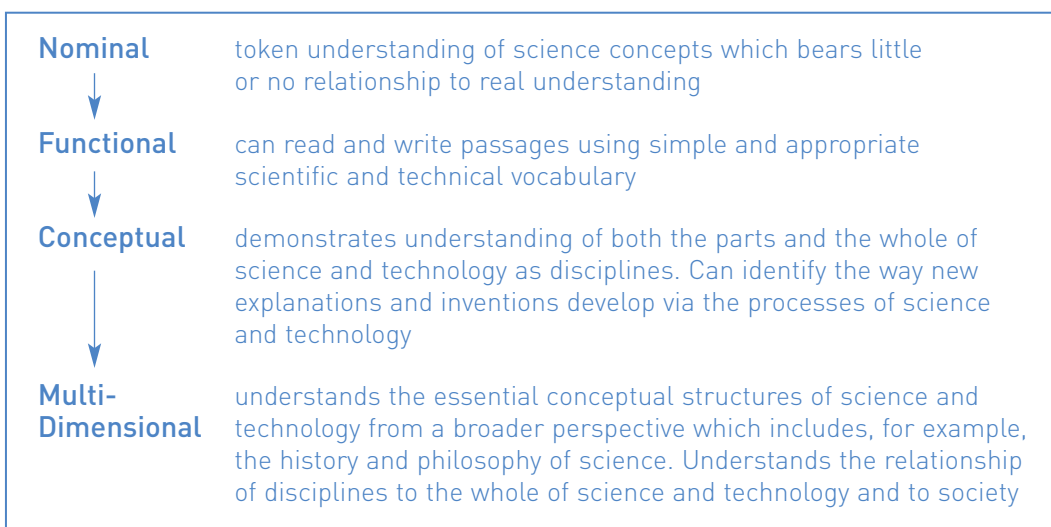 Nominal token understanding of science concepts which bears little
or no relationship to real understanding
Functional can read and write passages using simple and appropriate
scientific and technical vocabulary
Conceptual demonstrates understanding of both the parts and the whole of
science and technology as disciplines. Can identify the way new
explanations and inventions develop via the processes of science
and technology
Multi- understands the essential conceptual structures of science and
Dimensional technology from a broader perspective which includes, for example,
the history and philosophy of science. Understands the relationship
of disciplines to the whole of science and technology and to society